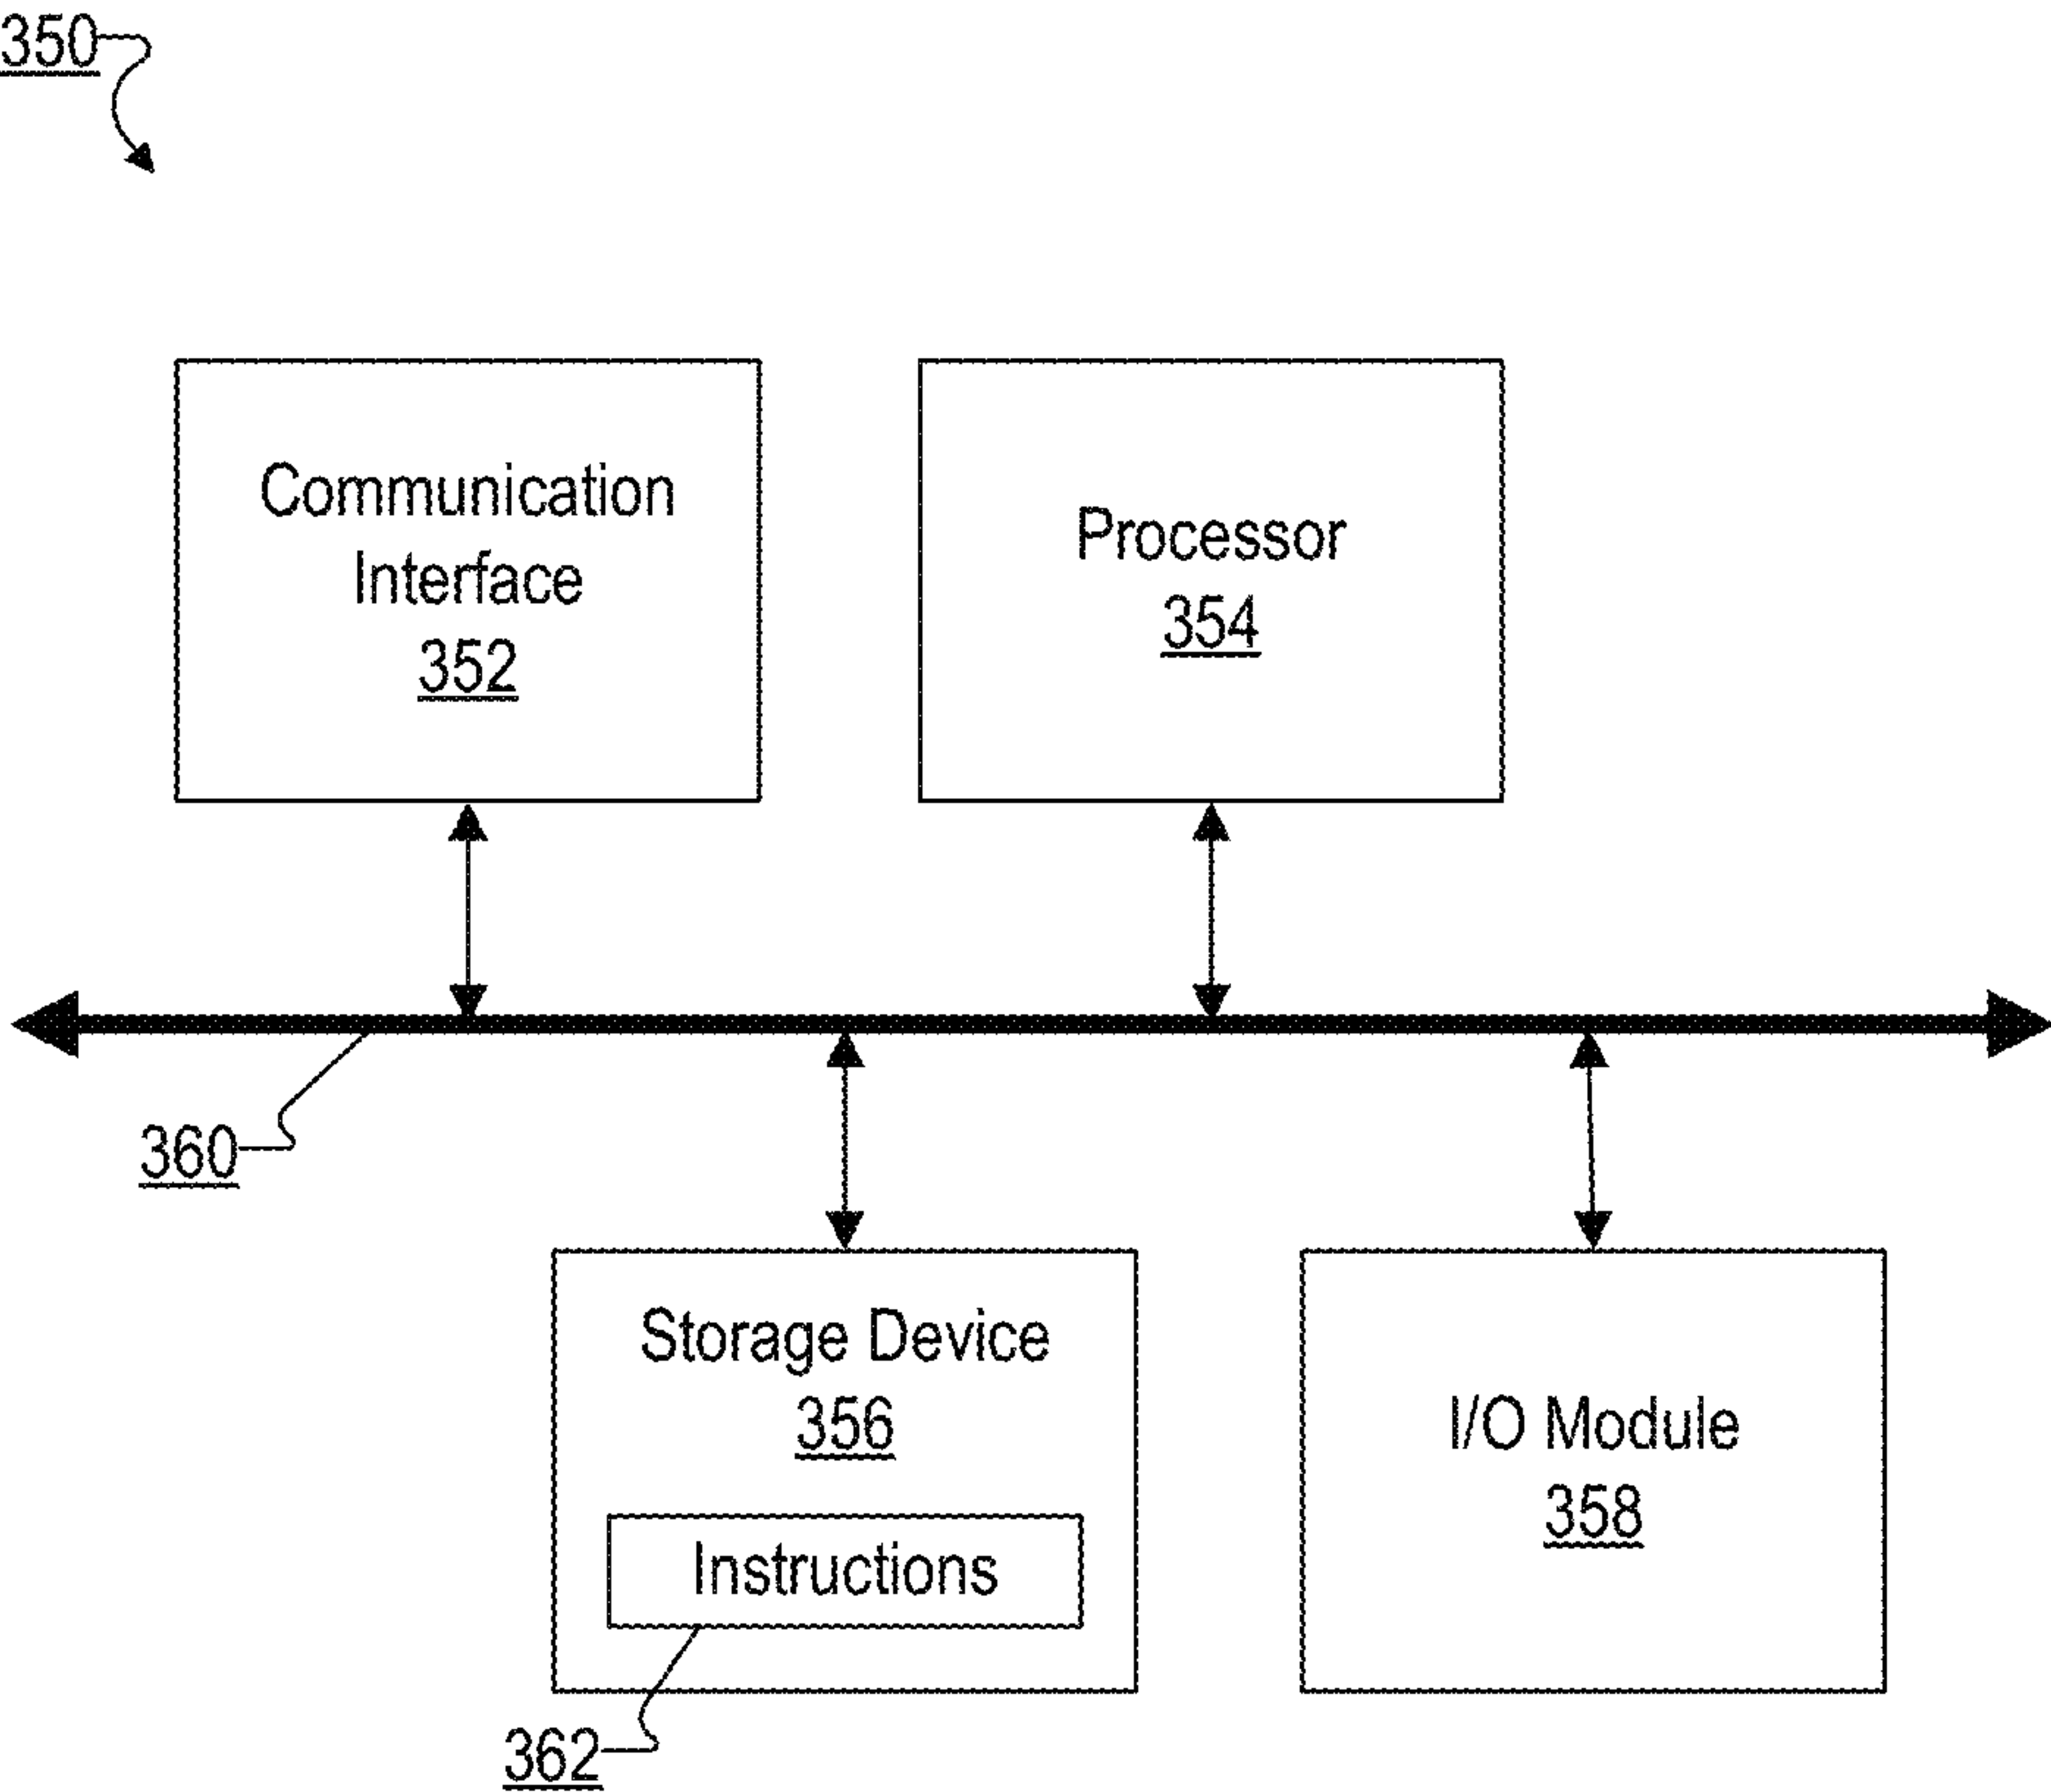 350
Communication
Interface
352
Processor
354
360
Storage Device
356
Instructions
362
I/O Module
358